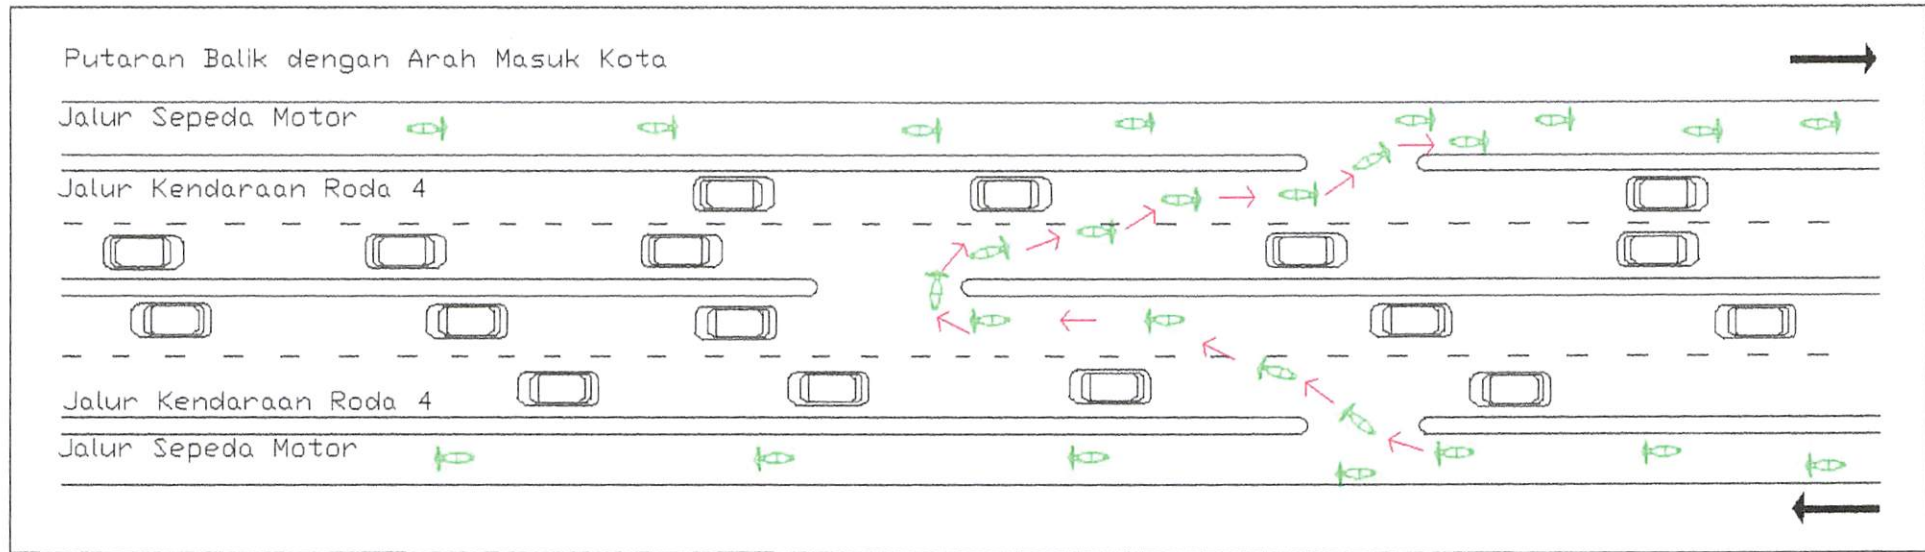 Putaran Balik dengan Arah Masuk Kota
Jalur Sepeda Motor
Jalur Kendaraan Roda 4
Jalur Kendaraan Roda 4
Jalur Sepeda Motor